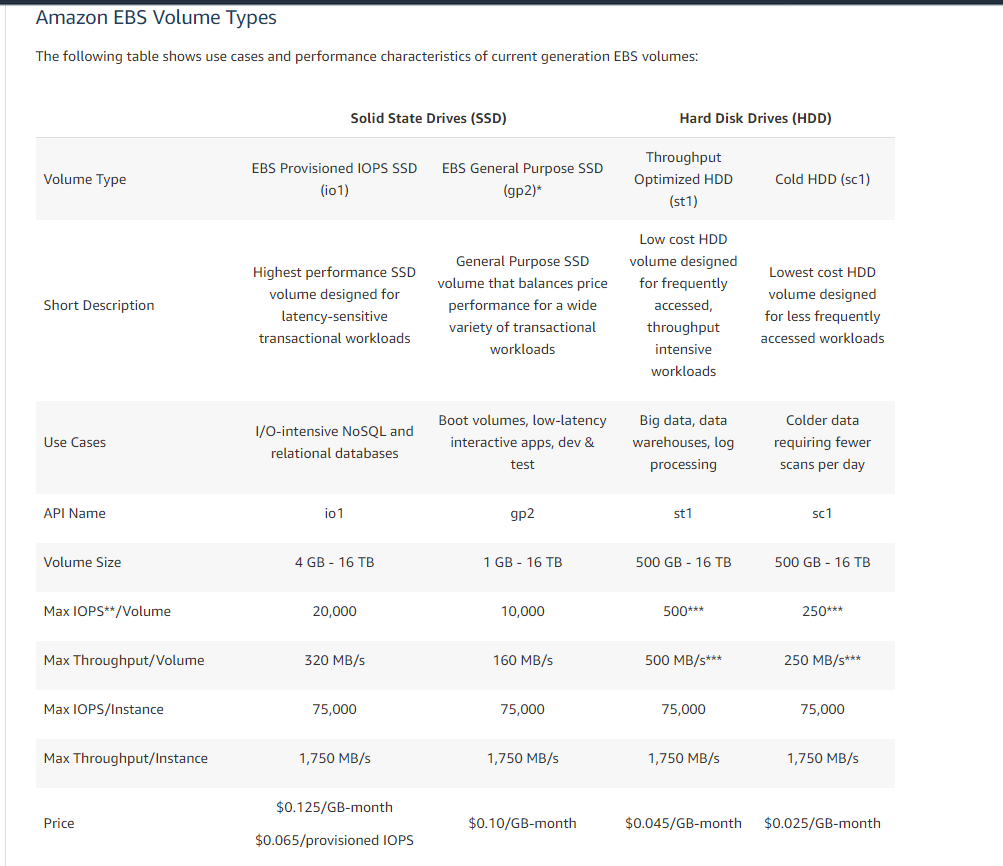 Amazon EBS Volume Types
The following table shows use cases and performance characteristics of current generation EBS volumes:
Solid State Drives (SSD) Hard Disk Drives (HDD)
Volume Type
EBS Provisioned IOPS SSD
(io1)
EBS General Purpose SSD
(gp2)*
Throughput
Optimized HDD
(st1)
Cold HDD (sc1)
Short Description
Highest performance SSD
volume designed for
latency-sensitive
transactional workloads
General Purpose SSD
volume that balances price
performance for a wide
variety of transactional
workloads
Low cost HDD
volume designed
for frequently
accessed,
throughput
intensive
workloads
Lowest cost HDD
volume designed
for less frequently
accessed workloads
Use Cases
I/O-intensive NoSQL and
relational databases
Boot volumes, low-latency
interactive apps, dev &
test
Big data, data
warehouses, log
processing
Colder data
requiring fewer
scans per day
API Name io1 gp2 st1 sc1
Volume Size 4 GB - 16 TB 1 GB - 16 TB 500 GB - 16 TB 500 GB - 16 TB
Max IOPS**/Volume 20,000 10,000 500*** 250***
Max Throughput/Volume 320 MB/s 160 MB/s 500 MB/s*** 250 MB/s***
Max IOPS/Instance 75,000 75,000 75,000 75,000
Max Throughput/Instance 1,750 MB/s 1,750 MB/s 1,750 MB/s 1,750 MB/s
Price
$0.125/GB-month
$0.065/provisioned IOPS
$0.10/GB-month
$0.045/GB-month
$0.025/GB-month